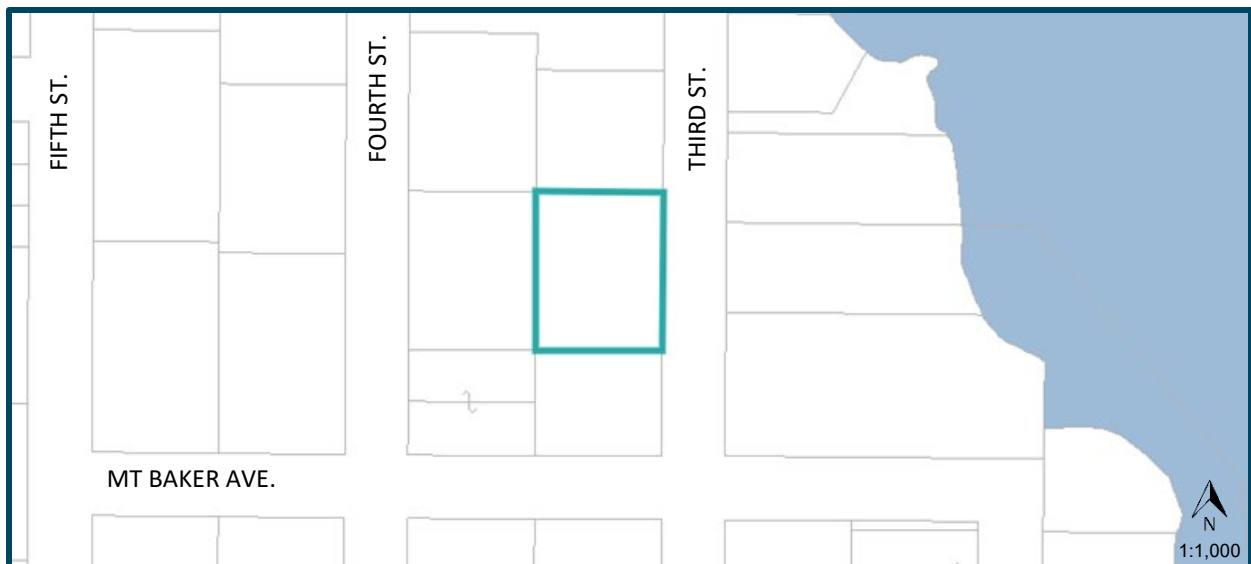 FIFTH ST.
FOURTH ST.
THIRD ST.
MT BAKER AVE.
N
1:1,000